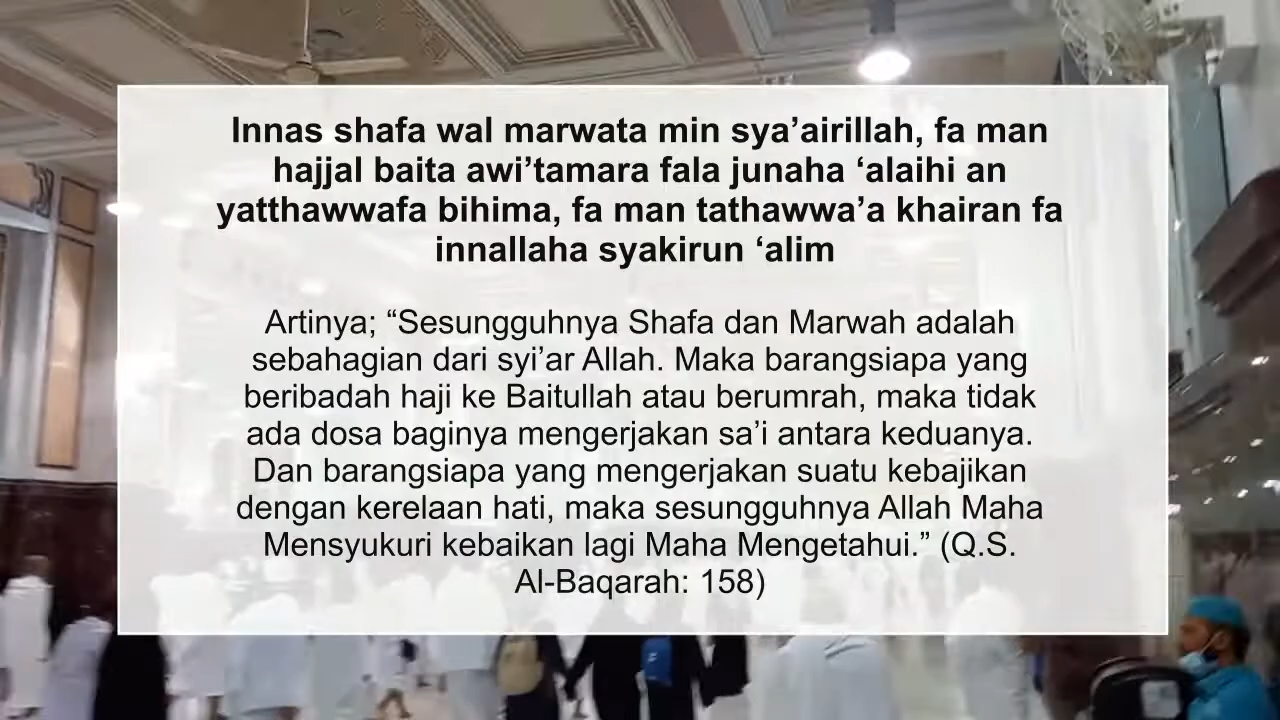 Innas shafa wal marwata min sya’airillah, fa man
hajjal baita awi’tamara fala junaha ‘alaihi an
yatthawwafa bihima, fa man tathawwa’a khairan fa
innallaha syakirun ‘alim
Artinya; “Sesungguhnya Shafa dan Marwah adalah
sebahagian dari syi’ar Allah. Maka barangsiapa yang
beribadah haji ke Baitullah atau berumrah, maka tidak
ada dosa baginya mengerjakan sa’i antara keduanya.
Dan barangsiapa yang mengerjakan suatu kebajikan
dengan kerelaan hati, maka sesungguhnya Allah Maha
Mensyukuri kebaikan lagi Maha Mengetahui.” (Q.S.
Al-Baqarah: 158)